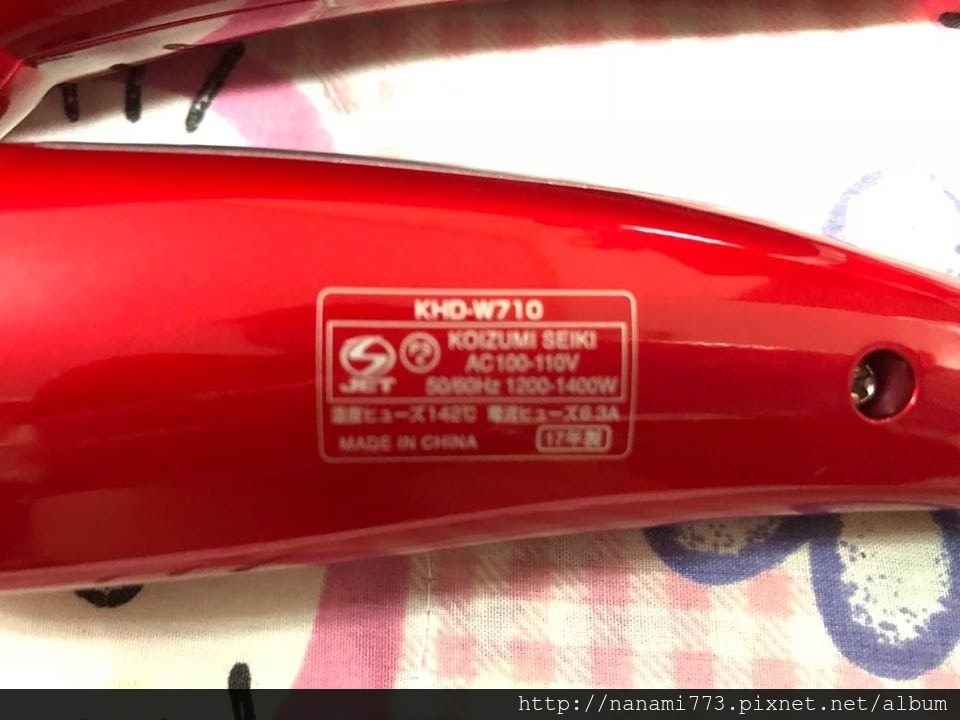 KHD-W710
KOIZUMI SEIKI
AC100-110V
JET
50/60Hz 1200-1400W
温度ヒューズ142℃ 電流ヒューズ6.3A
MADE IN CHINA
17年製
http://nanami773.pixnet.net/album